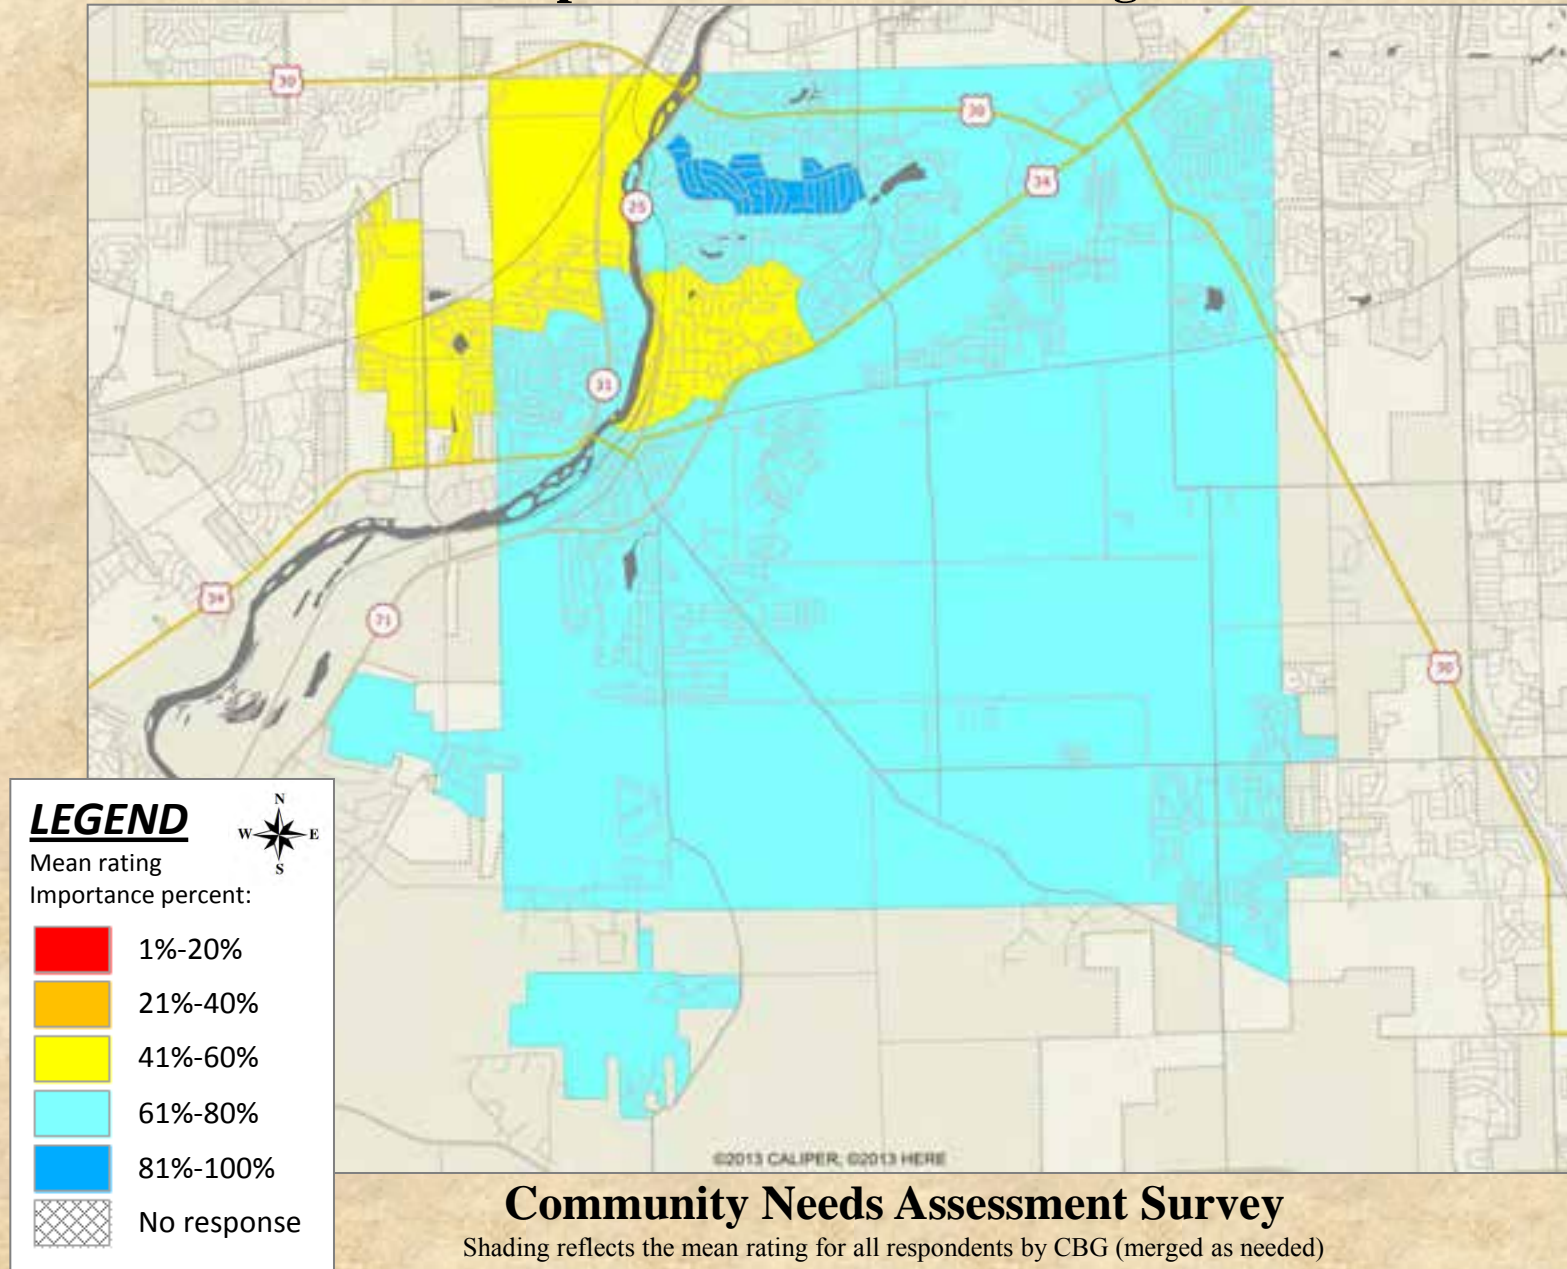 30
30
25
34
31
34
71
30
LEGEND
N
W E
S
Mean rating
Importance percent:
1%-20%
21%-40%
41%-60%
61%-80%
81%-100%
No response
©2013 CALIPER, ©2013 HERE
Community Needs Assessment Survey
Shading reflects the mean rating for all respondents by CBG (merged as needed)